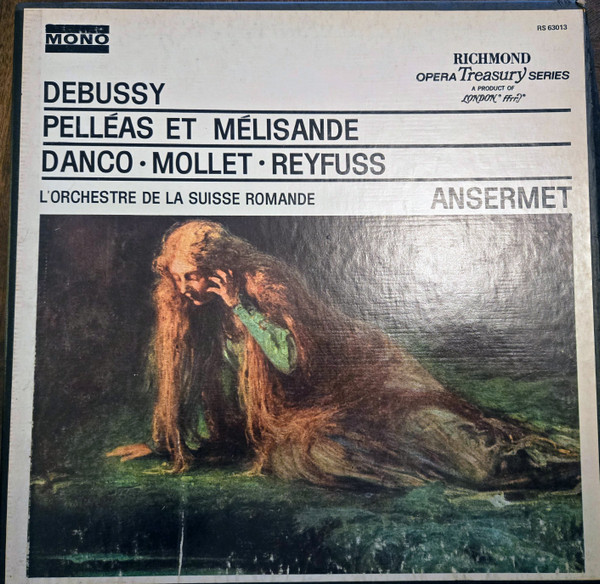 MONO
RS 63013
RICHMOND
OPERA Treasury SERIES
A PRODUCT OF
LONDON® ffrr®
DEBUSSY
PELLÉAS ET MÉLISANDE
DANCO · MOLLET · REYFUSS
L'ORCHESTRE DE LA SUISSE ROMANDE
ANSERMET